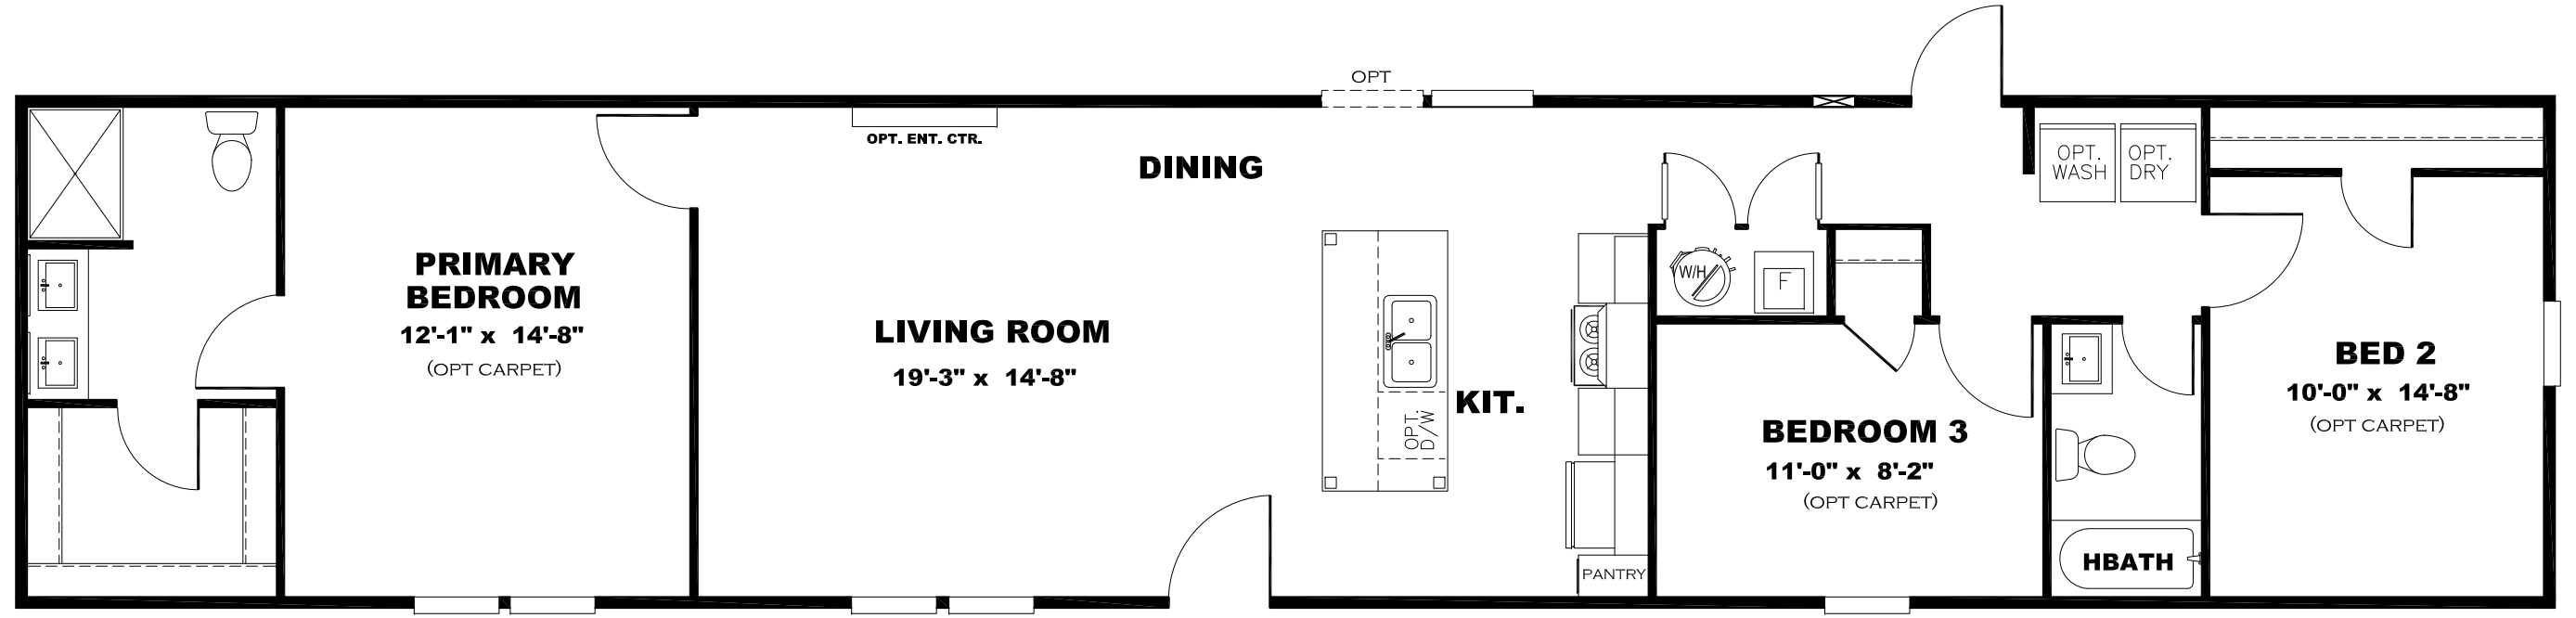 OPT
OPT. ENT. CTR.
DINING
OPT.
WASH
OPT.
DRY
PRIMARY
BEDROOM
12'-1" x 14'-8"
(OPT CARPET)
LIVING ROOM
19'-3" x 14'-8"
W/H
F
KIT.
OPT.
D/W.
BED 2
10'-0" x 14'-8"
(OPT CARPET)
BEDROOM 3
11'-0" x 8'-2"
(OPT CARPET)
HBATH
PANTRY